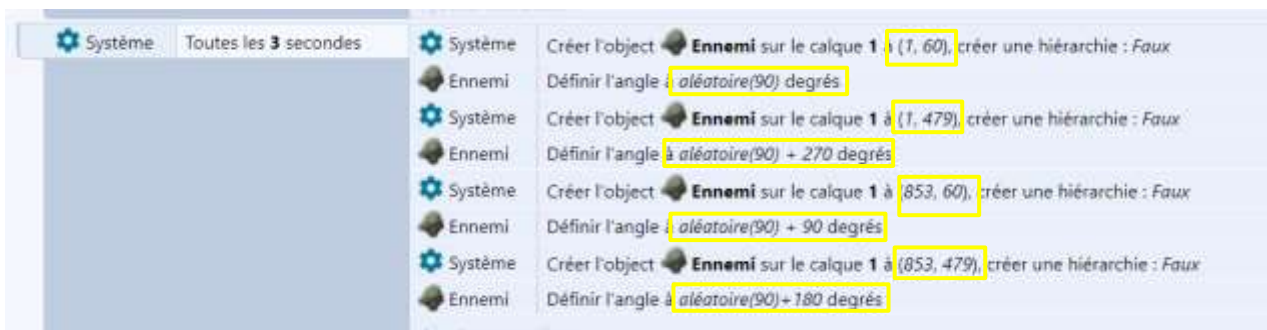 Système Toutes les 3 secondes Système Créer l'object Ennemi sur le calque 1 à (1, 60), créer une hiérarchie : Faux
Ennemi Définir l'angle à aléatoire(90) degrés
Système Créer l'object Ennemi sur le calque 1 à (1, 479), créer une hiérarchie : Faux
Ennemi Définir l'angle à aléatoire(90) + 270 degrés
Système Créer l'object Ennemi sur le calque 1 à (853, 60), créer une hiérarchie : Faux
Ennemi Définir l'angle à aléatoire(90) + 90 degrés
Système Créer l'object Ennemi sur le calque 1 à (853, 479), créer une hiérarchie : Faux
Ennemi Définir l'angle à aléatoire(90)+180 degrés